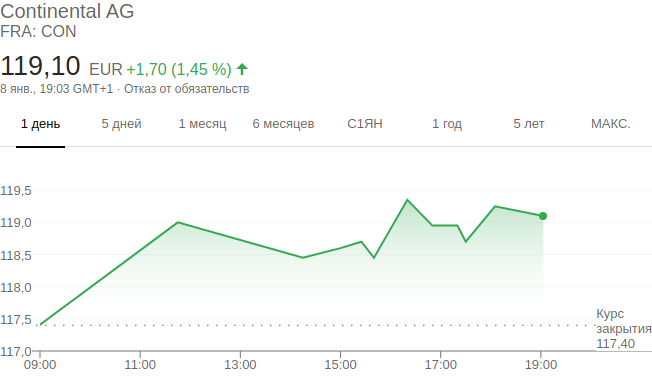 Continental AG
FRA: CON
119,10 EUR +1,70 (1,45 %)
8 янв., 19:03 GMT+1 · Отказ от обязательств
1 день 5 дней 1 месяц 6 месяцев С1ЯН 1 год 5 лет МАКС.
119,5
119,0
118,5
118,0
117,5
Курс
закрытия
117,40
117,0
09:00 11:00 13:00 15:00 17:00 19:00